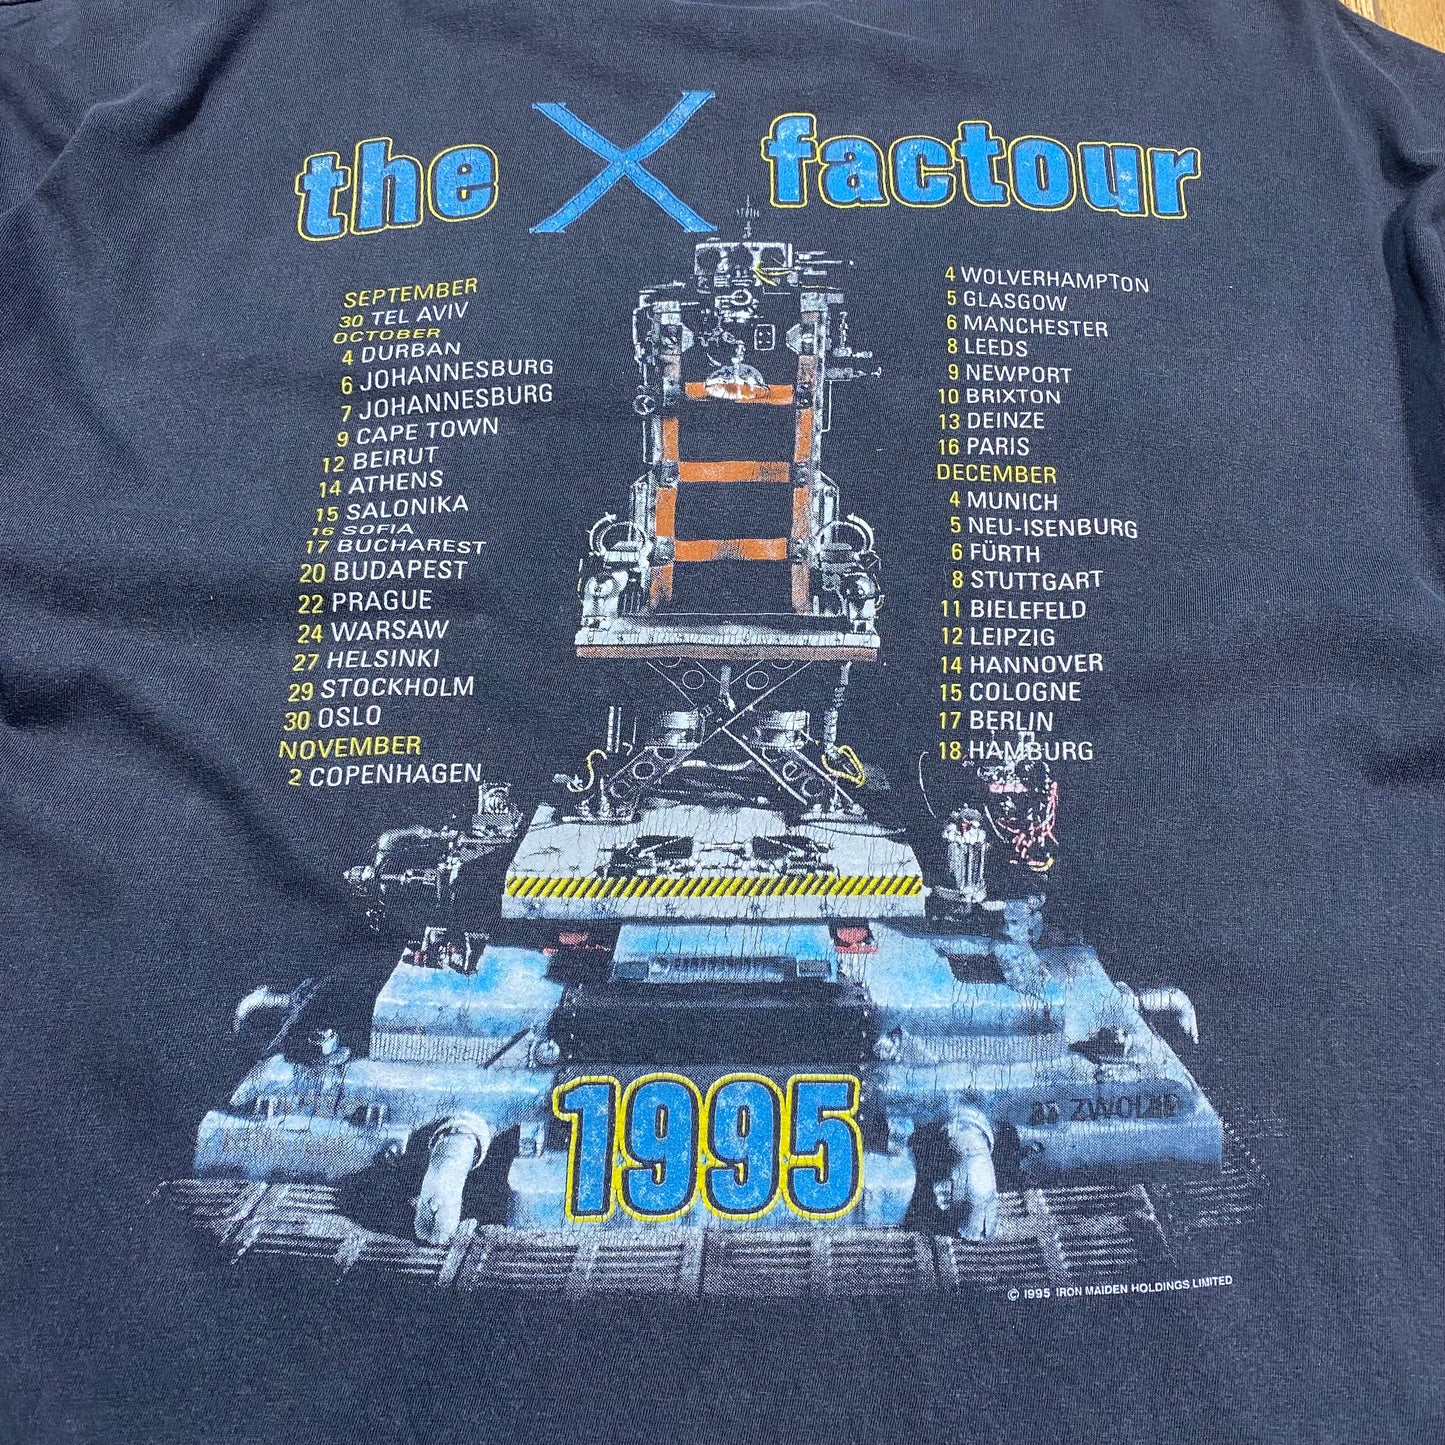 the X factour
SEPTEMBER
30 TEL AVIV
OCTOBER
4 DURBAN
6 JOHANNESBURG
7 JOHANNESBURG
9 CAPE TOWN
12 BEIRUT
14 ATHENS
15 SALONIKA
16 SOFIA
17 BUCHAREST
20 BUDAPEST
22 PRAGUE
24 WARSAW
27 HELSINKI
29 STOCKHOLM
30 OSLO
NOVEMBER
2 COPENHAGEN
4 WOLVERHAMPTON
5 GLASGOW
6 MANCHESTER
8 LEEDS
9 NEWPORT
10 BRIXTON
13 DEINZE
16 PARIS
DECEMBER
4 MUNICH
5 NEU-ISENBURG
6 FÜRTH
8 STUTTGART
11 BIELEFELD
12 LEIPZIG
14 HANNOVER
15 COLOGNE
17 BERLIN
18 HAMBURG
1995
© 1995 IRON MAIDEN HOLDINGS LIMITED